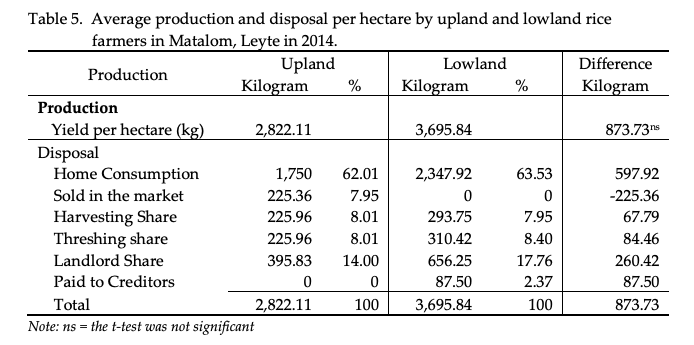 Table 5. Average production and disposal per hectare by upland and lowland rice
farmers in Matalom, Leyte in 2014.
Production Upland Lowland Difference
Kilogram % Kilogram % Kilogram
Production
Yield per hectare (kg) 2,822.11 3,695.84 873.73ns
Disposal
Home Consumption 1,750 62.01 2,347.92 63.53 597.92
Sold in the market 225.36 7.95 0 0 -225.36
Harvesting Share 225.96 8.01 293.75 7.95 67.79
Threshing share 225.96 8.01 310.42 8.40 84.46
Landlord Share 395.83 14.00 656.25 17.76 260.42
Paid to Creditors 0 0 87.50 2.37 87.50
Total 2,822.11 100 3,695.84 100 873.73
Note: ns = the t-test was not significant